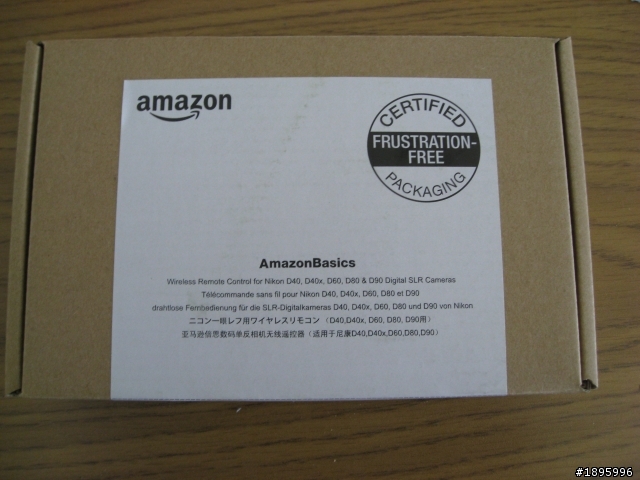 amazon
CERTIFIED
FRUSTRATION-
FREE
PACKAGING
AmazonBasics
Wireless Remote Control for Nikon D40, D40x, D60, D80 & D90 Digital SLR Cameras
Télécommande sans fil pour Nikon D40, D40x, D60, D80 et D90
drahtlose Fernbedienung für die SLR-Digitalkameras D40, D40x, D60, D80 und D90 von Nikon
ニコン一眼レフ用ワイヤレスリモコン（D40,D40x, D60, D80, D90用）
亚马逊倍思数码单反相机无线遥控器（适用于尼康D40,D40x,D60,D80,D90）
#1895996